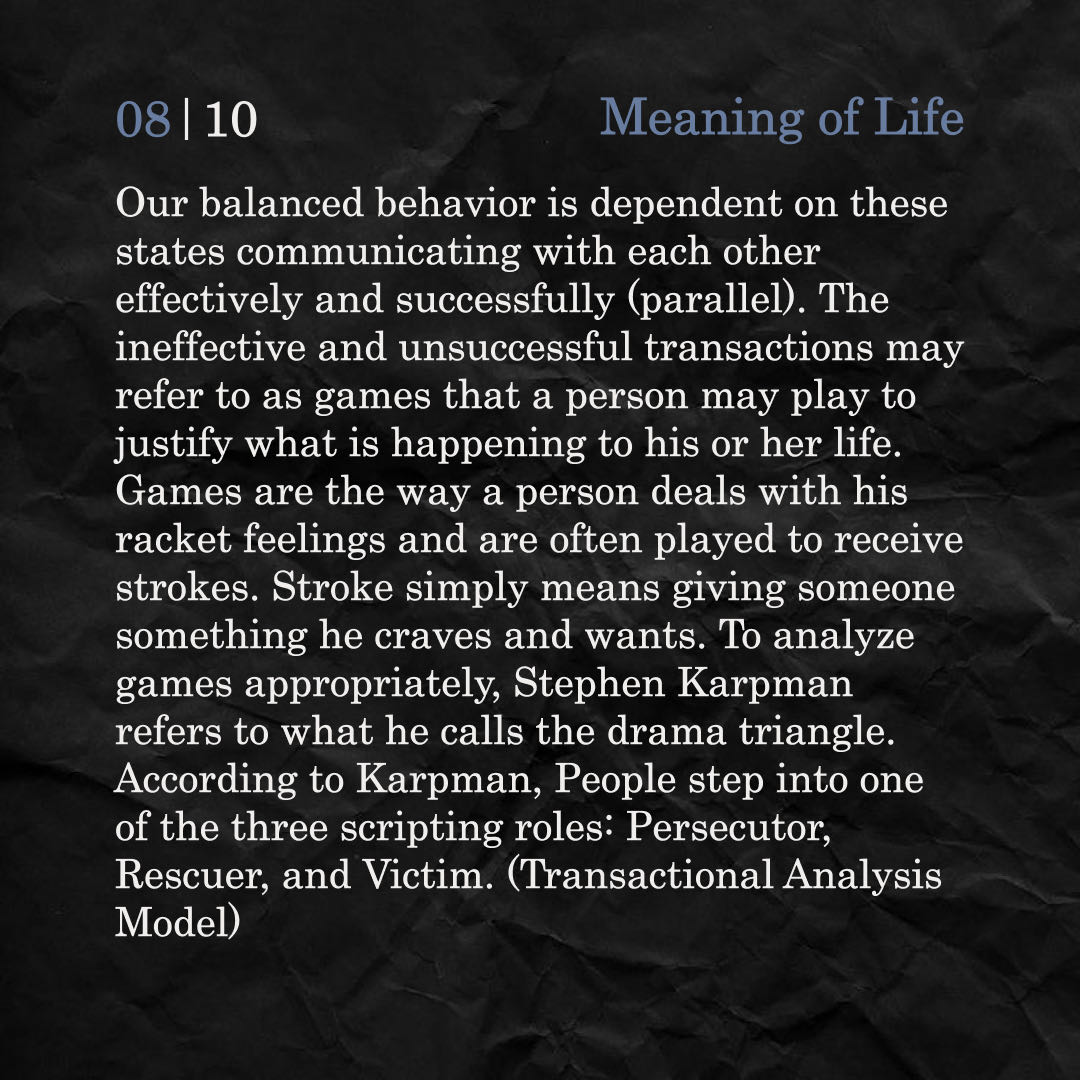 08 | 10
Meaning of Life
Our balanced behavior is dependent on these
states communicating with each other
effectively and successfully (parallel). The
ineffective and unsuccessful transactions may
refer to as games that a person may play to
justify what is happening to his or her life.
Games are the way a person deals with his
racket feelings and are often played to receive
strokes. Stroke simply means giving someone
something he craves and wants. To analyze
games appropriately, Stephen Karpman
refers to what he calls the drama triangle.
According to Karpman, People step into one
of the three scripting roles: Persecutor,
Rescuer, and Victim. (Transactional Analysis
Model)